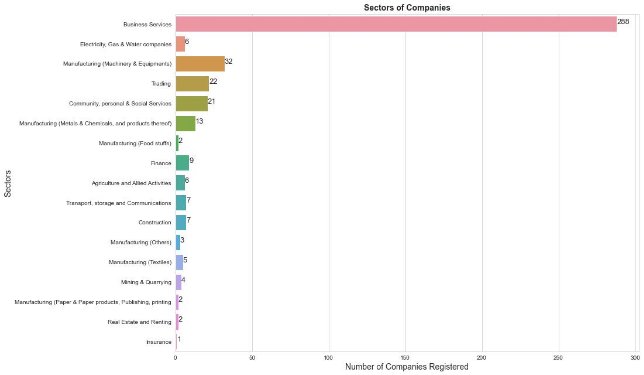 Sectors of Companies
Business Services 288
Electricity, Gas & Water companies 6
Manufacturing (Machinery & Equipments) 32
Trading 22
Community, personal & Social Services 21
Manufacturing (Metals & Chemicals, and products thereof) 13
Manufacturing (Food stuffs) 2
Finance 9
Agriculture and Allied Activities 6
Transport, storage and Communications 7
Construction 7
Manufacturing (Others) 3
Manufacturing (Textiles) 5
Mining & Quarrying 4
Manufacturing (Paper & Paper products, Publishing, printing 2
Real Estate and Renting 2
Insurance 1
Sectors
0 50 100 150 200 250 300
Number of Companies Registered